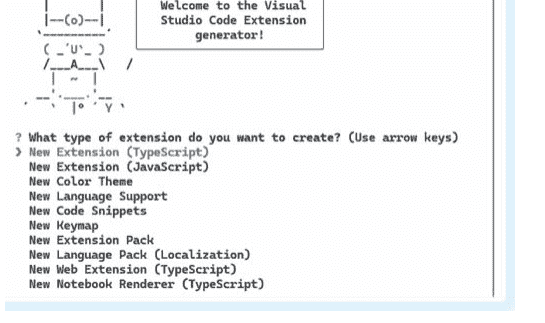 Welcome to the Visual
Studio Code Extension
generator!
? What type of extension do you want to create? (Use arrow keys)
❯ New Extension (TypeScript)
New Extension (JavaScript)
New Color Theme
New Language Support
New Code Snippets
New Keymap
New Extension Pack
New Language Pack (Localization)
New Web Extension (TypeScript)
New Notebook Renderer (TypeScript)